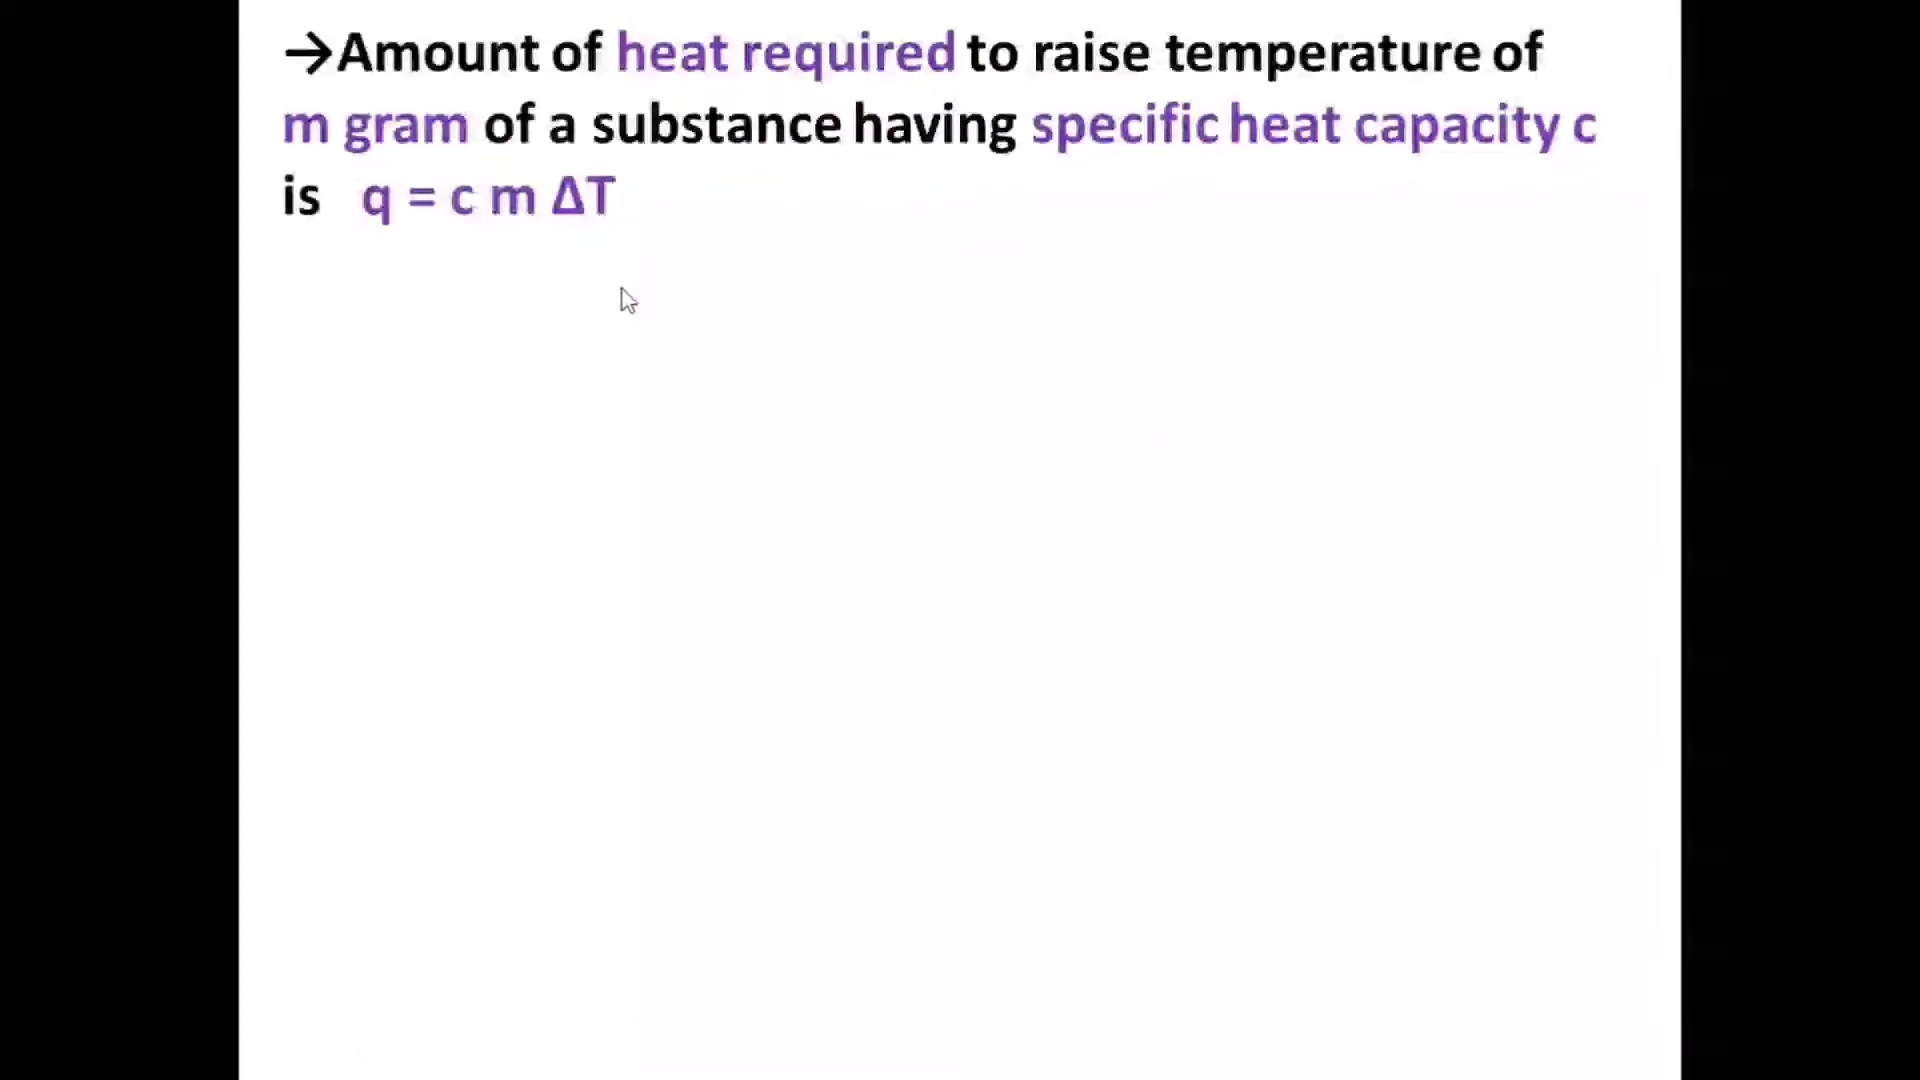 →Amount of heat required to raise temperature of
m gram of a substance having specific heat capacity c
is q = c m ΔT